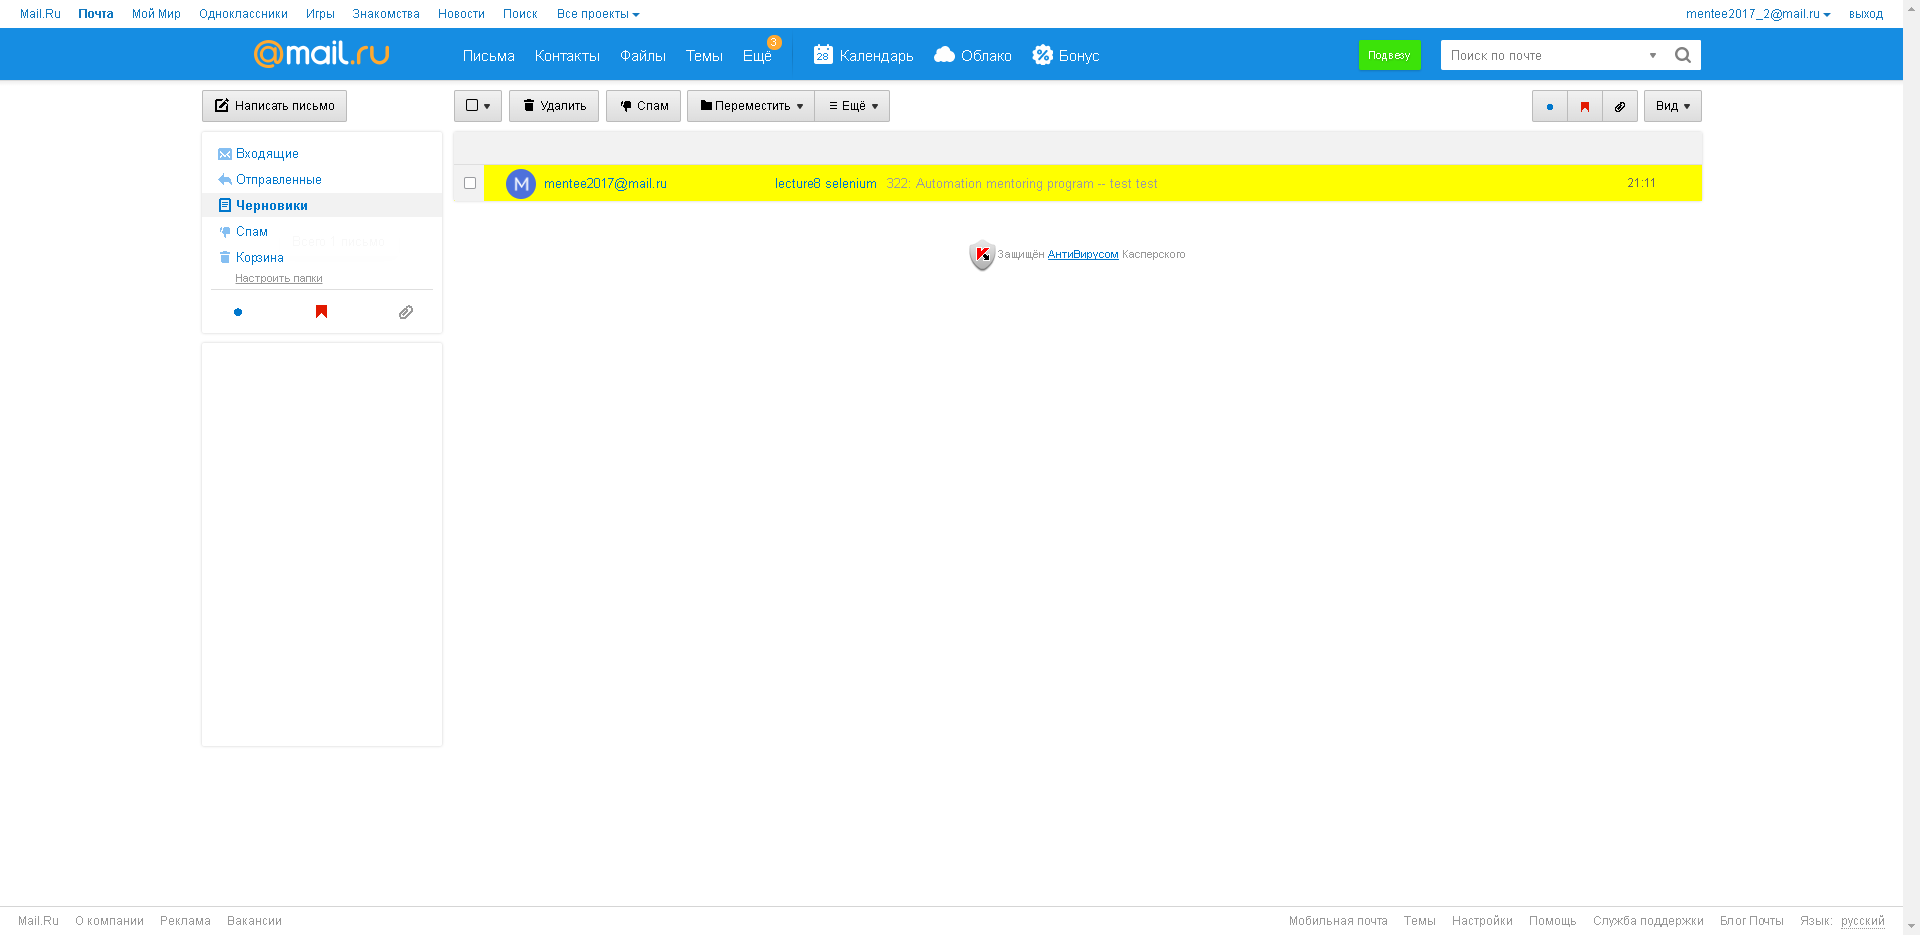 Mail.Ru Почта Мой Мир Одноклассники Игры Знакомства Новости Поиск Все проекты mentee2017_2@mail.ru выход
@mail.ru Письма Контакты Файлы Темы Ещё 3 28 Календарь Облако Бонус Подвезу Поиск по почте
Написать письмо Удалить Спам Переместить Ещё Вид
Входящие
Отправленные
Черновики
Спам
Корзина
Настроить папки
M mentee2017@mail.ru lecture8 selenium 322: Automation mentoring program -- test test 21:11
Защищён АнтиВирусом Касперского
Mail.Ru О компании Реклама Вакансии Мобильная почта Темы Настройки Помощь Служба поддержки Блог Почты Язык: русский